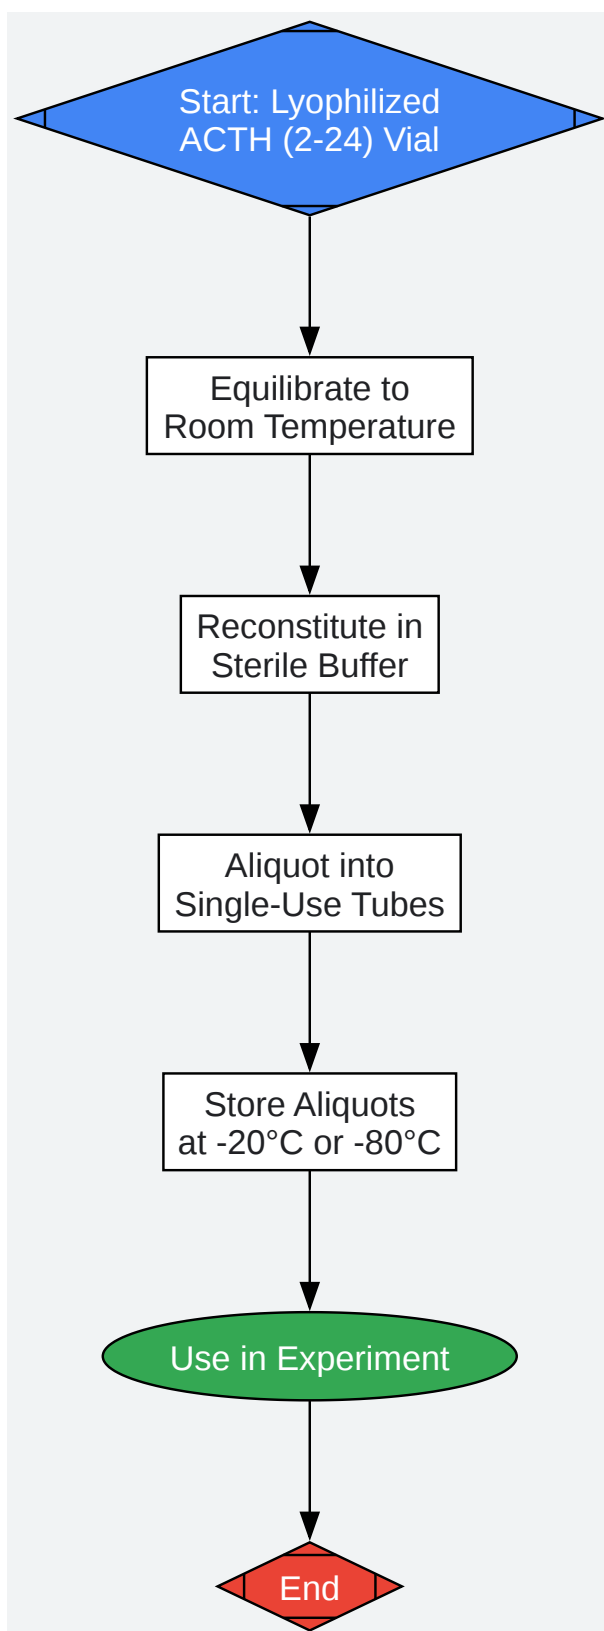 Start: Lyophilized
ACTH (2-24) Vial
Equilibrate to
Room Temperature
Reconstitute in
Sterile Buffer
Aliquot into
Single-Use Tubes
Store Aliquots
at -20°C or -80°C
Use in Experiment
End